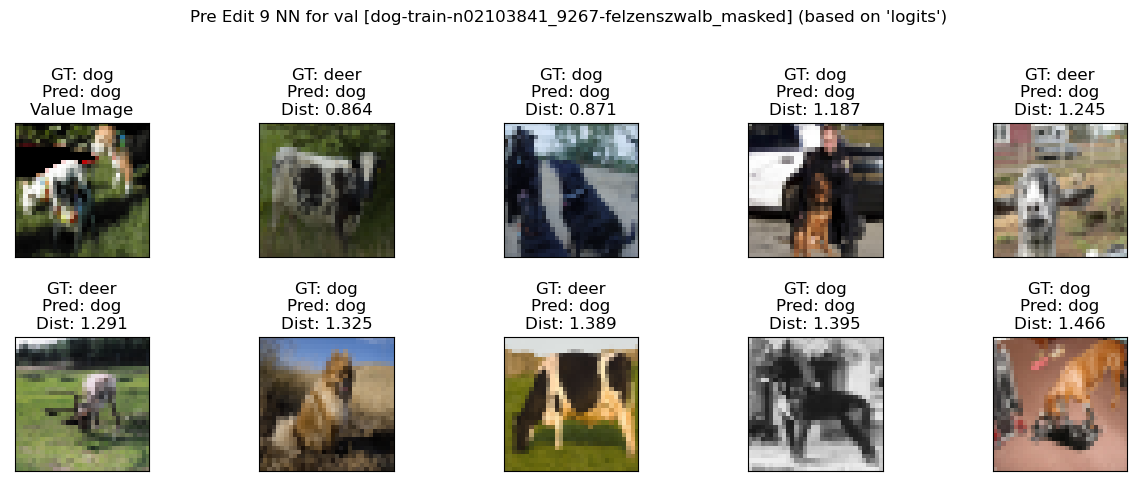 Pre Edit 9 NN for val [dog-train-n02103841_9267-felzenszwalb_masked] (based on 'logits')
GT: dog
Pred: dog
Value Image
GT: deer
Pred: dog
Dist: 0.864
GT: dog
Pred: dog
Dist: 0.871
GT: dog
Pred: dog
Dist: 1.187
GT: deer
Pred: dog
Dist: 1.245
GT: deer
Pred: dog
Dist: 1.291
GT: dog
Pred: dog
Dist: 1.325
GT: deer
Pred: dog
Dist: 1.389
GT: dog
Pred: dog
Dist: 1.395
GT: dog
Pred: dog
Dist: 1.466